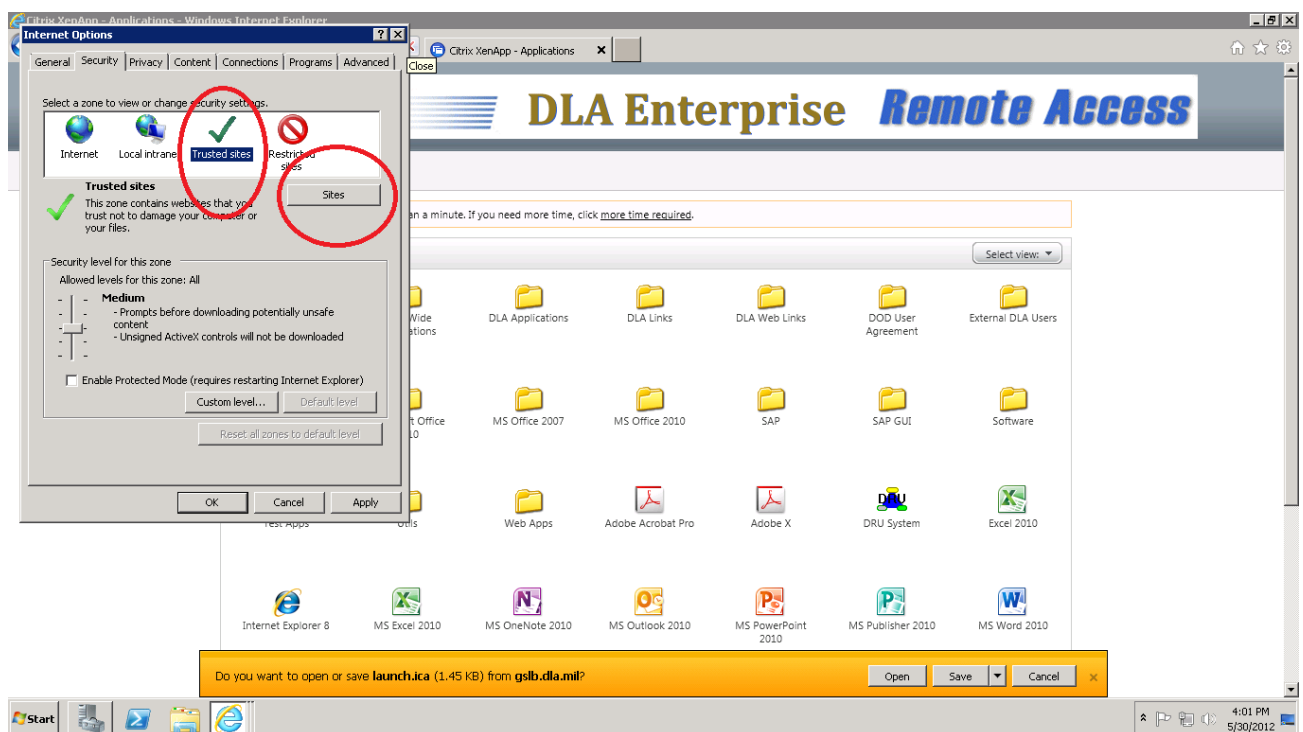 Citrix XenApp - Applications - Windows Internet Explorer
Internet Options
General Security Privacy Content Connections Programs Advanced
Citrix XenApp - Applications
Close
Select a zone to view or change security settings.
Internet
Local intranet
Trusted sites
Restricted
sites
Trusted sites
This zone contains websites that you
trust not to damage your computer or
your files.
Sites
Security level for this zone
Allowed levels for this zone: All
Medium
- Prompts before downloading potentially unsafe
content
- Unsigned ActiveX controls will not be downloaded
Enable Protected Mode (requires restarting Internet Explorer)
Custom level...
Default level
Reset all zones to default level
OK
Cancel
Apply
DLA Enterprise Remote Access
an a minute. If you need more time, click more time required.
Select view:
Wide
ations
DLA Applications
DLA Links
DLA Web Links
DOD User
Agreement
External DLA Users
t Office
10
MS Office 2007
MS Office 2010
SAP
SAP GUI
Software
Test Apps
Utils
Web Apps
Adobe Acrobat Pro
Adobe X
DRU
DRU System
Excel 2010
Internet Explorer 8
MS Excel 2010
MS OneNote 2010
MS Outlook 2010
MS PowerPoint
2010
MS Publisher 2010
MS Word 2010
Do you want to open or save launch.ica (1.45 KB) from gslb.dla.mil?
Open
Save
Cancel
Start
4:01 PM
5/30/2012